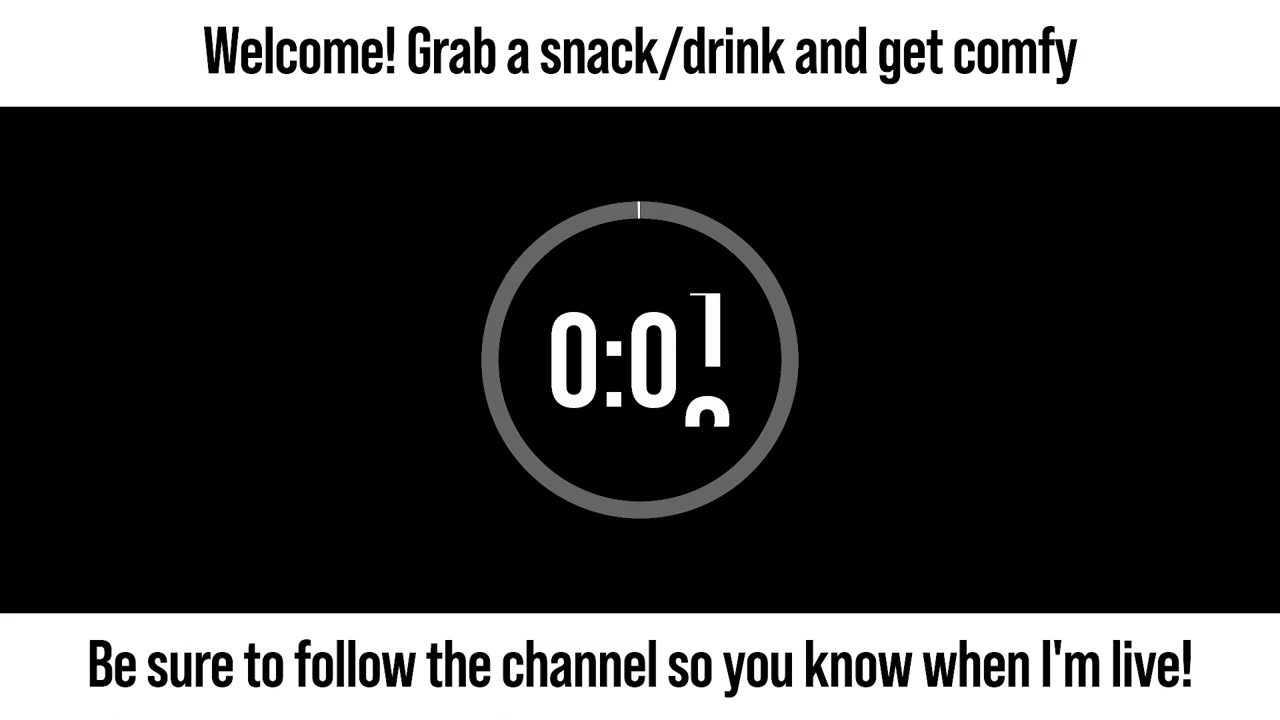 Welcome! Grab a snack/drink and get comfy
0:01
Be sure to follow the channel so you know when I'm live!